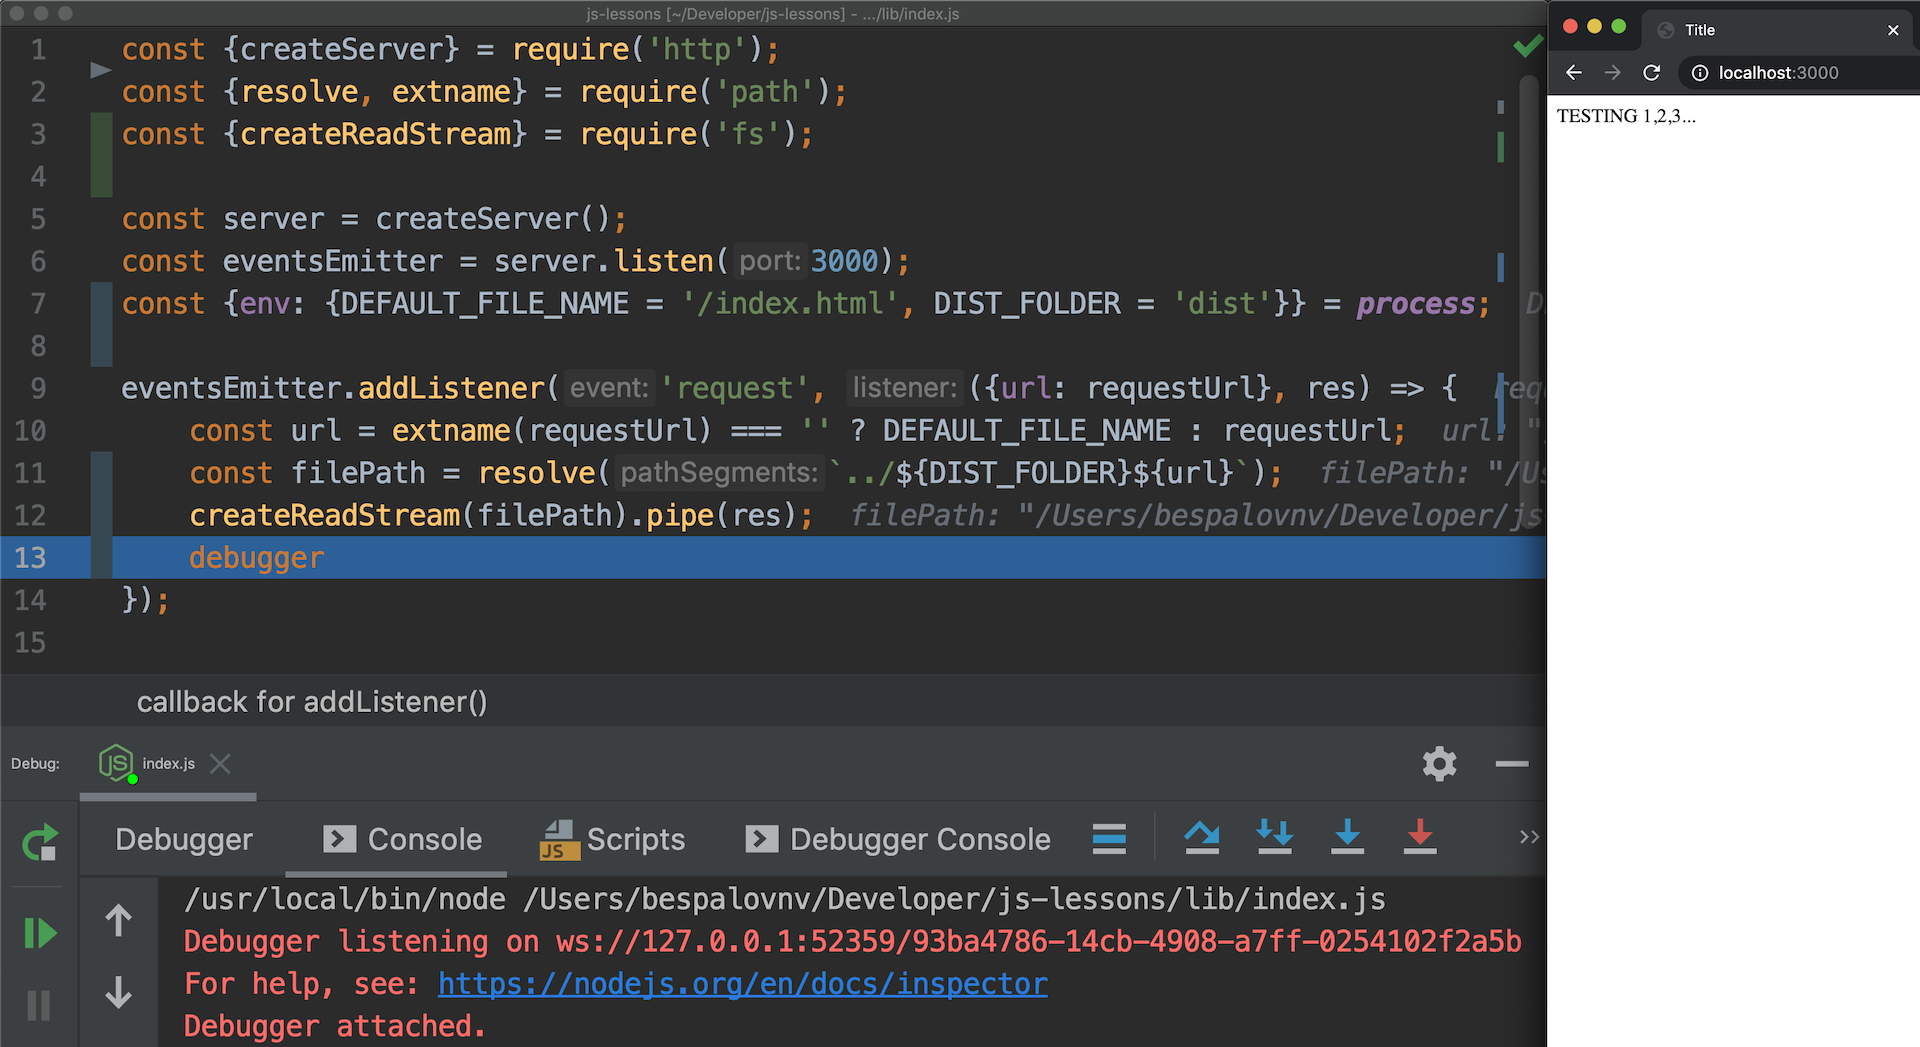 js-lessons [~/Developer/js-lessons] - .../lib/index.js
1 const {createServer} = require('http');
2 const {resolve, extname} = require('path');
3 const {createReadStream} = require('fs');
4
5 const server = createServer();
6 const eventsEmitter = server.listen( port: 3000);
7 const {env: {DEFAULT_FILE_NAME = '/index.html', DIST_FOLDER = 'dist'}} = process; D
8
9 eventsEmitter.addListener( event: 'request', listener: ({url: requestUrl}, res) => { req
10 const url = extname(requestUrl) === '' ? DEFAULT_FILE_NAME : requestUrl; url: "
11 const filePath = resolve( pathSegments: `../${DIST_FOLDER}${url}`); filePath: "/Us
12 createReadStream(filePath).pipe(res); filePath: "/Users/bespalovnv/Developer/js
13 debugger
14 });
15
callback for addListener()
Debug: JS index.js
Debugger Console JS Scripts Debugger Console
/usr/local/bin/node /Users/bespalovnv/Developer/js-lessons/lib/index.js
Debugger listening on ws://127.0.0.1:52359/93ba4786-14cb-4908-a7ff-0254102f2a5b
For help, see: https://nodejs.org/en/docs/inspector
Debugger attached.
Title
localhost:3000
TESTING 1,2,3...